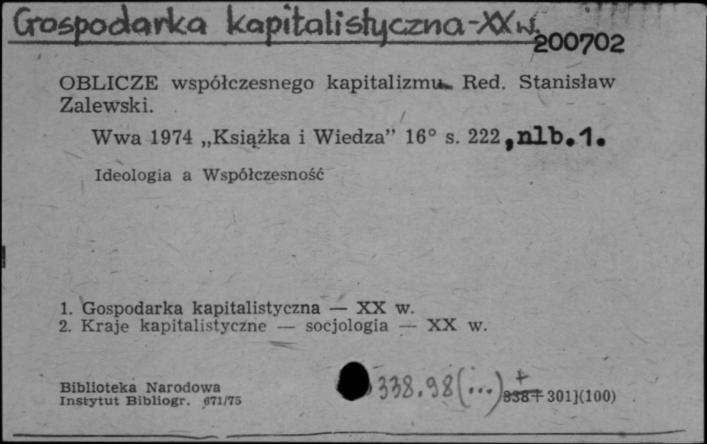 Gospodarka kapitalistyczna-XX w.
200702
OBLICZE współczesnego kapitalizmu. Red. Stanisław
Zalewski.
Wwa 1974 „Książka i Wiedza” 16° s. 222, nlb. 1.
Ideologia a Współczesność
1. Gospodarka kapitalistyczna — XX w.
2. Kraje kapitalistyczne — socjologia — XX w.
Biblioteka Narodowa
Instytut Bibliogr. 671/75
338.98(...)+ 338+301](100)